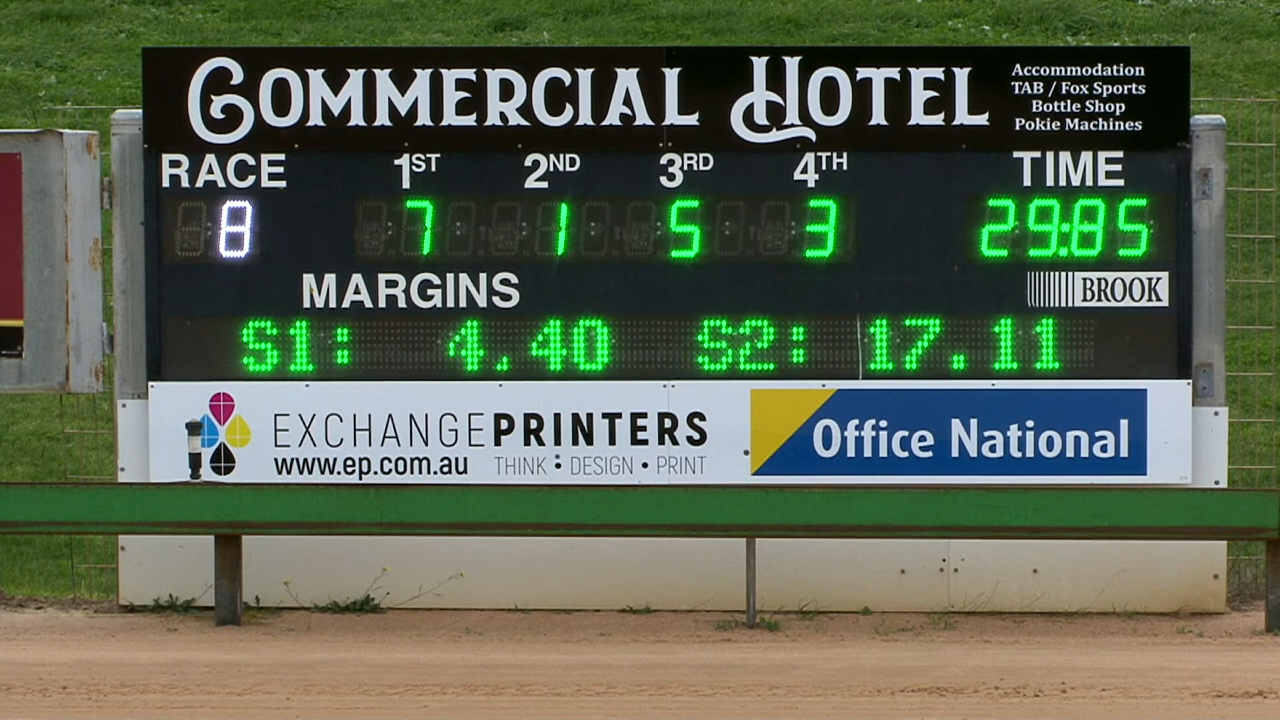 COMMERCIAL HOTEL
Accommodation
TAB / Fox Sports
Bottle Shop
Pokie Machines
RACE 1ST 2ND 3RD 4TH TIME
8 7 1 5 3 29:85
MARGINS
BROOK
S1: 4.40 S2: 17.11
EXCHANGEPRINTERS
www.ep.com.au THINK • DESIGN • PRINT
Office National